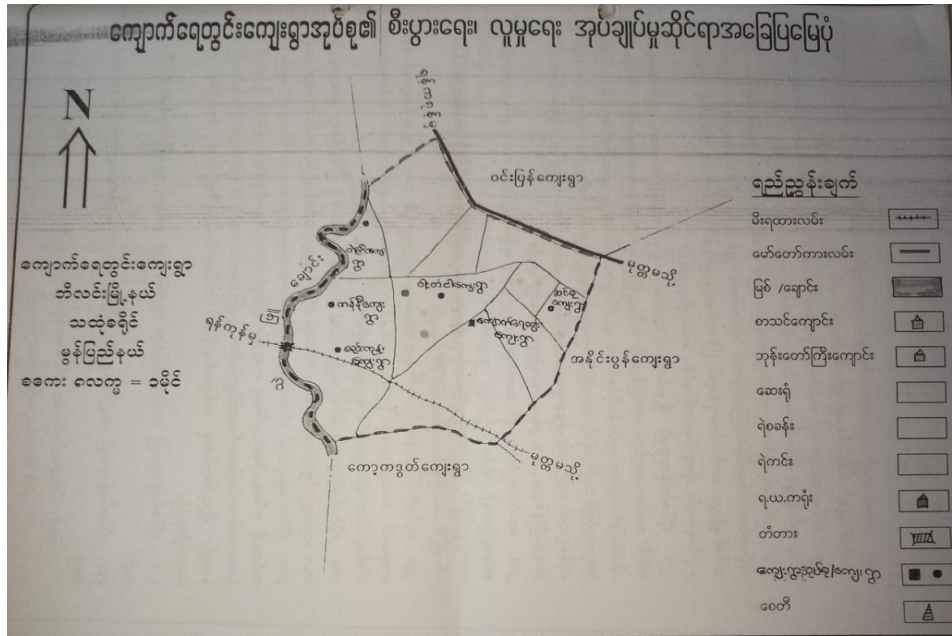 ကျောက်ရေတွင်းကျေးရွာအုပ်စု၏ စီးပွားရေး၊ လူမှုရေး အုပ်ချုပ်မှုဆိုင်ရာအခြေပြမြေပုံ
N
ကျောက်ရေတွင်းကျေးရွာ
ဘီလင်းမြို့နယ်
သထုံခရိုင်
မွန်ပြည်နယ်
စကေး ၈လက္မ = ၁မိုင်
ဝင်းပြန်ကျေးရွာ
မုတ္တမသို့
ချောင်း
ဖြူ
ရန်ကုန်မှ
ကျောက်ရေတွင်း
ကျေးရွာ
အနိုင်းပွန်ကျေးရွာ
မုတ္တမသို့
ကော့ကဒွတ်ကျေးရွာ
ရည်ညွှန်းချက်
မီးရထားလမ်း
မော်တော်ကားလမ်း
မြစ် /ချောင်း
စာသင်ကျောင်း
ဘုန်းတော်ကြီးကျောင်း
ဆေးရုံ
ရဲစခန်း
ရဲကင်း
ရ.ယ.ကရုံး
တံတား
ကျေးရွာအုပ်စု/ကျေးရွာ
စေတီ